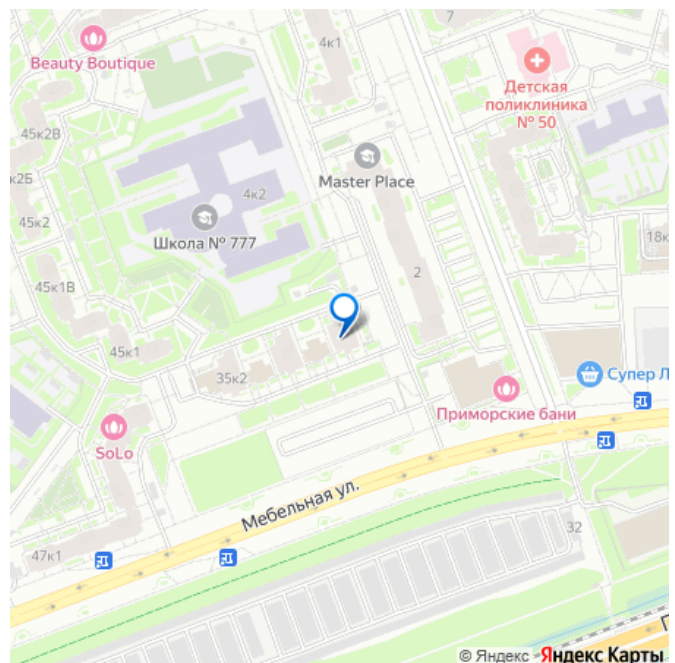 7
4к1
Beauty Boutique
Детская
поликлиника
№ 50
45к2В
Master Place
к2Б
4к2
45к2
Школа № 777
18к
2
45к1В
45к1
35к2
Супер Л
Приморские бани
SoLo
Мебельная ул.
32
47к1
П
© Яндекс Яндекс Карты